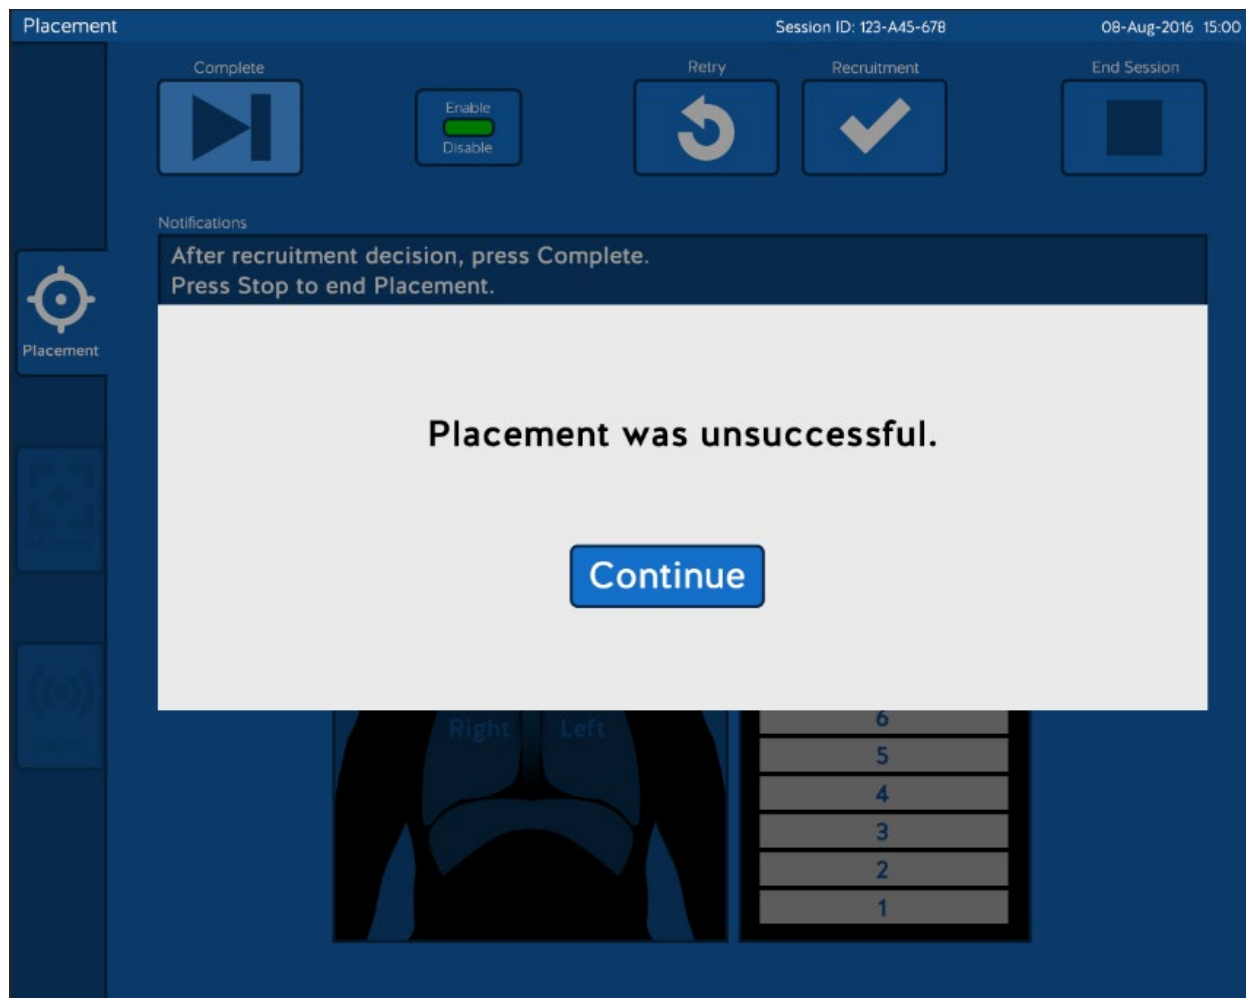 Placement
Session ID: 123-A45-678
08-Aug-2016 15:00
Complete
Retry
Recruitment
End Session
Enable
Disable
Notifications
After recruitment decision, press Complete.
Press Stop to end Placement.
Placement
Placement was unsuccessful.
Continue
Right
Left
6
5
4
3
2
1